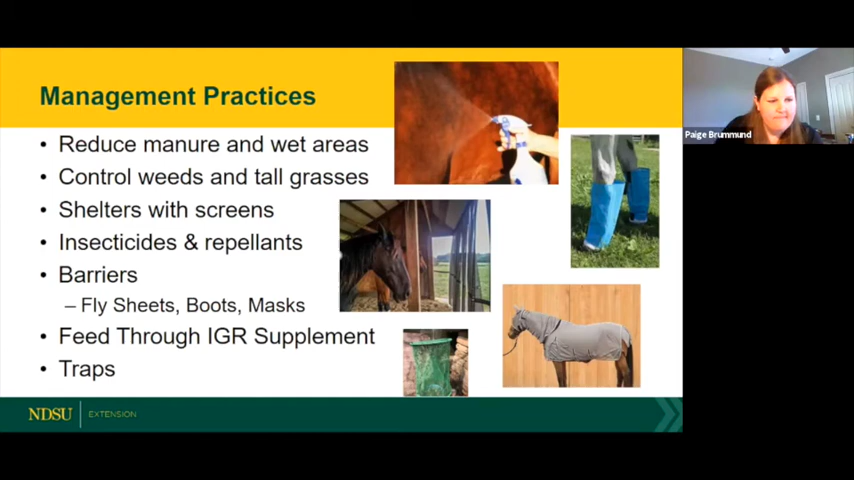 Management Practices
• Reduce manure and wet areas
• Control weeds and tall grasses
• Shelters with screens
• Insecticides & repellants
• Barriers
– Fly Sheets, Boots, Masks
• Feed Through IGR Supplement
• Traps
NDSU EXTENSION
Paige Brummund